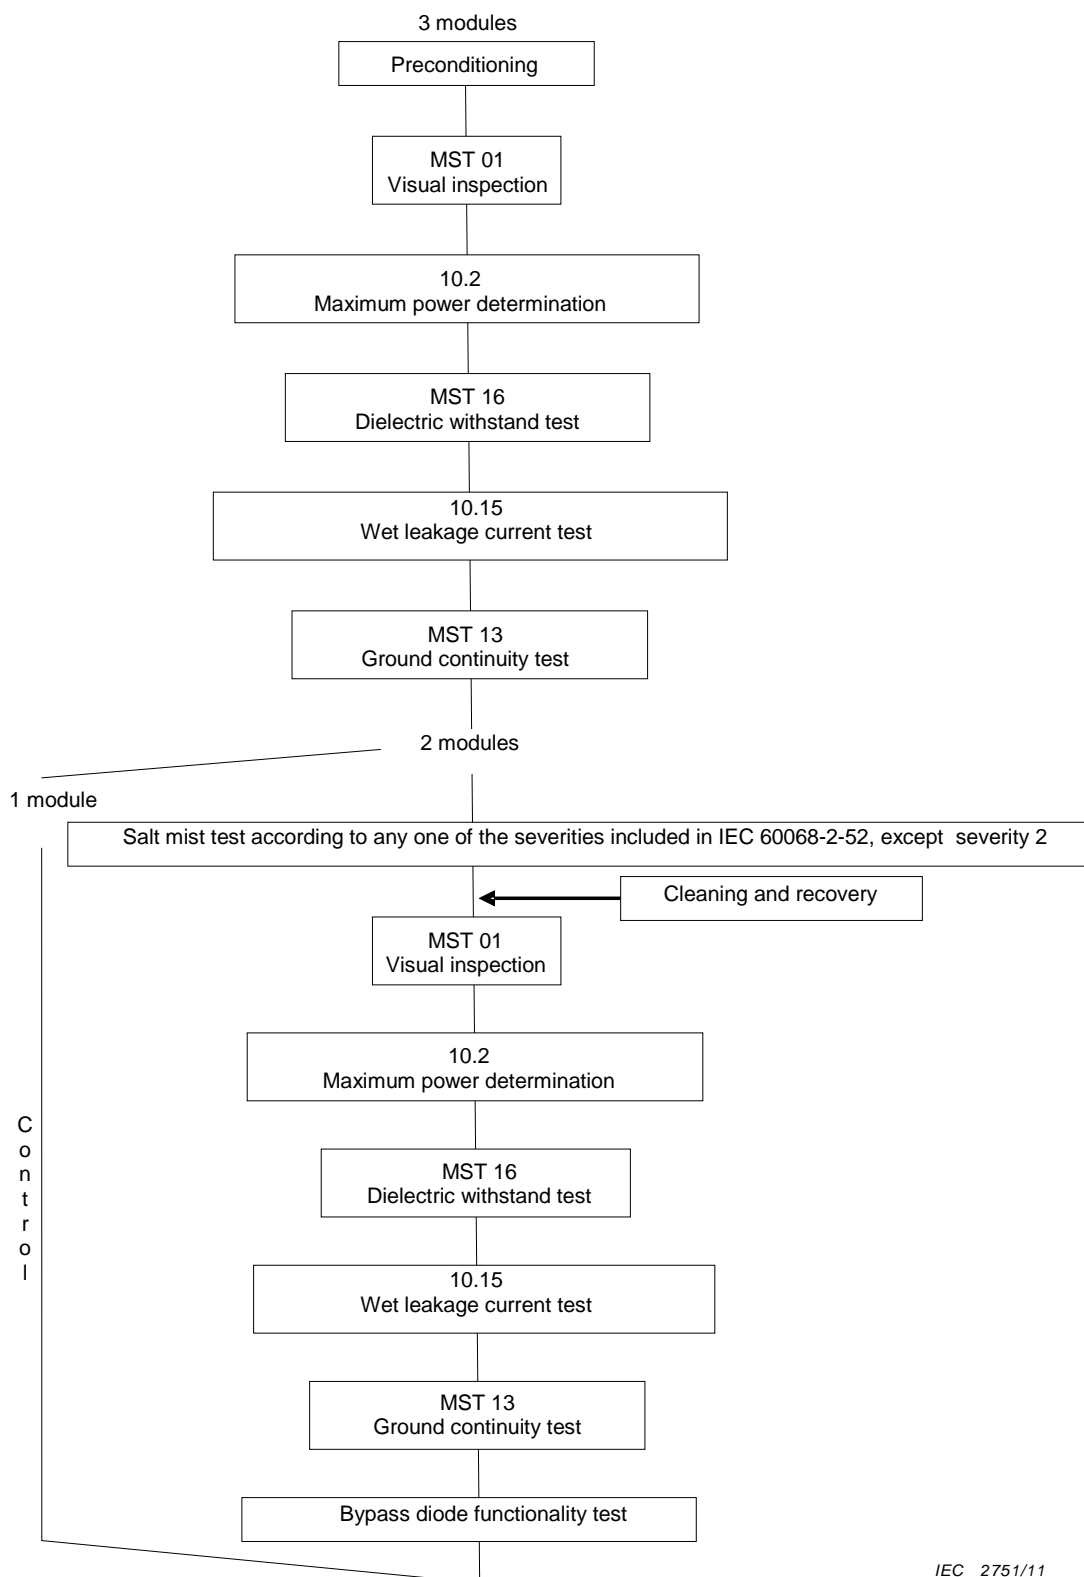 3 modules
Preconditioning
MST 01
Visual inspection
10.2
Maximum power determination
MST 16
Dielectric withstand test
10.15
Wet leakage current test
MST 13
Ground continuity test
2 modules
1 module
Salt mist test according to any one of the severities included in IEC 60068-2-52, except severity 2
Cleaning and recovery
MST 01
Visual inspection
10.2
Maximum power determination
MST 16
Dielectric withstand test
10.15
Wet leakage current test
MST 13
Ground continuity test
Bypass diode functionality test
Control
IEC 2751/11